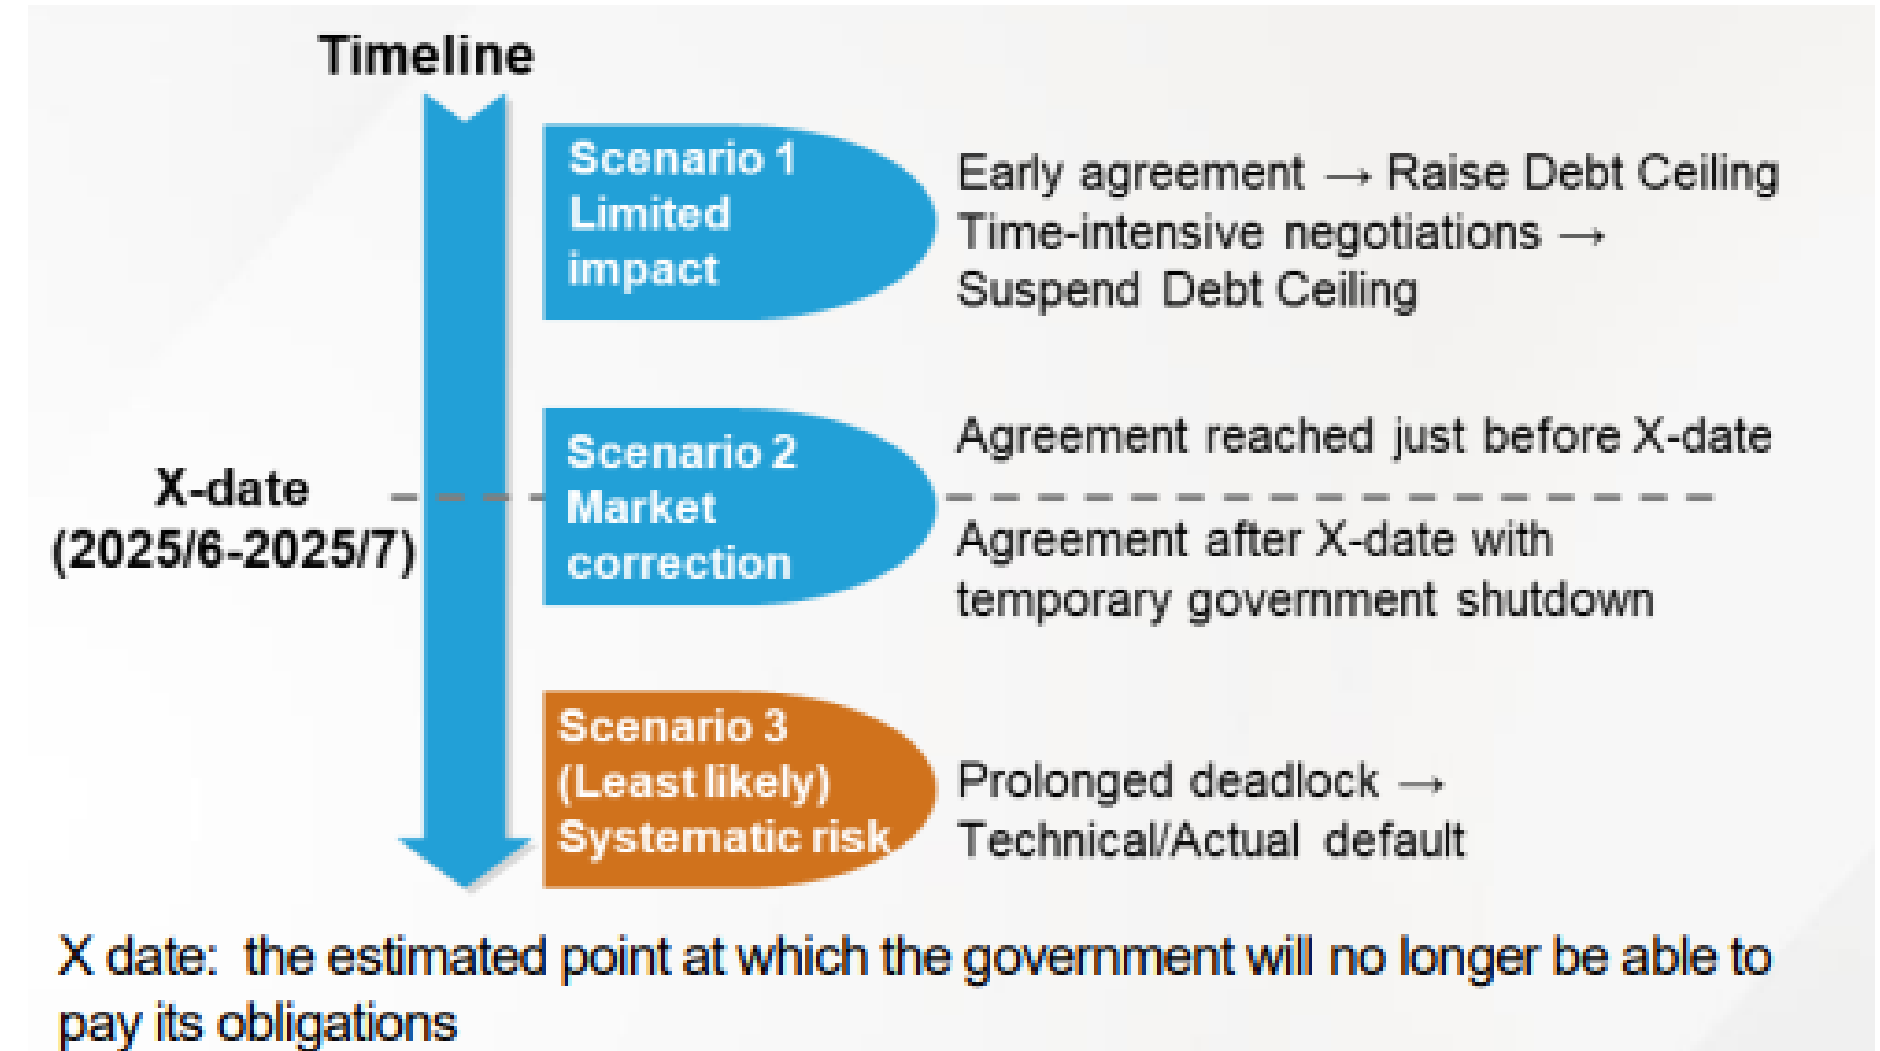 Timeline
Scenario 1
Limited
impact
Early agreement → Raise Debt Ceiling
Time-intensive negotiations →
Suspend Debt Ceiling
X-date
(2025/6-2025/7)
Scenario 2
Market
correction
Agreement reached just before X-date
Agreement after X-date with
temporary government shutdown
Scenario 3
(Least likely)
Systematic risk
Prolonged deadlock →
Technical/Actual default
X date: the estimated point at which the government will no longer be able to
pay its obligations